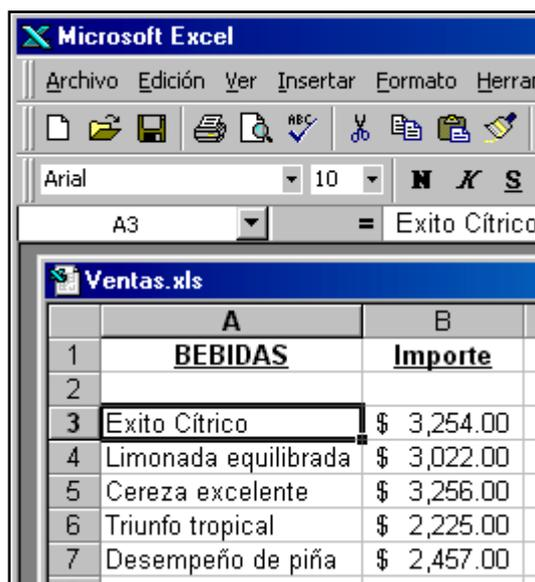 Microsoft Excel
Archivo Edición Ver Insertar Formato
ABC
Arial 10 N K S
A3 = Exito Cítrico
Ventas.xls
A B
1 BEBIDAS Importe
2
3 Exito Cítrico $ 3,254.00
4 Limonada equilibrada $ 3,022.00
5 Cereza excelente $ 3,256.00
6 Triunfo tropical $ 2,225.00
7 Desempeño de piña $ 2,457.00